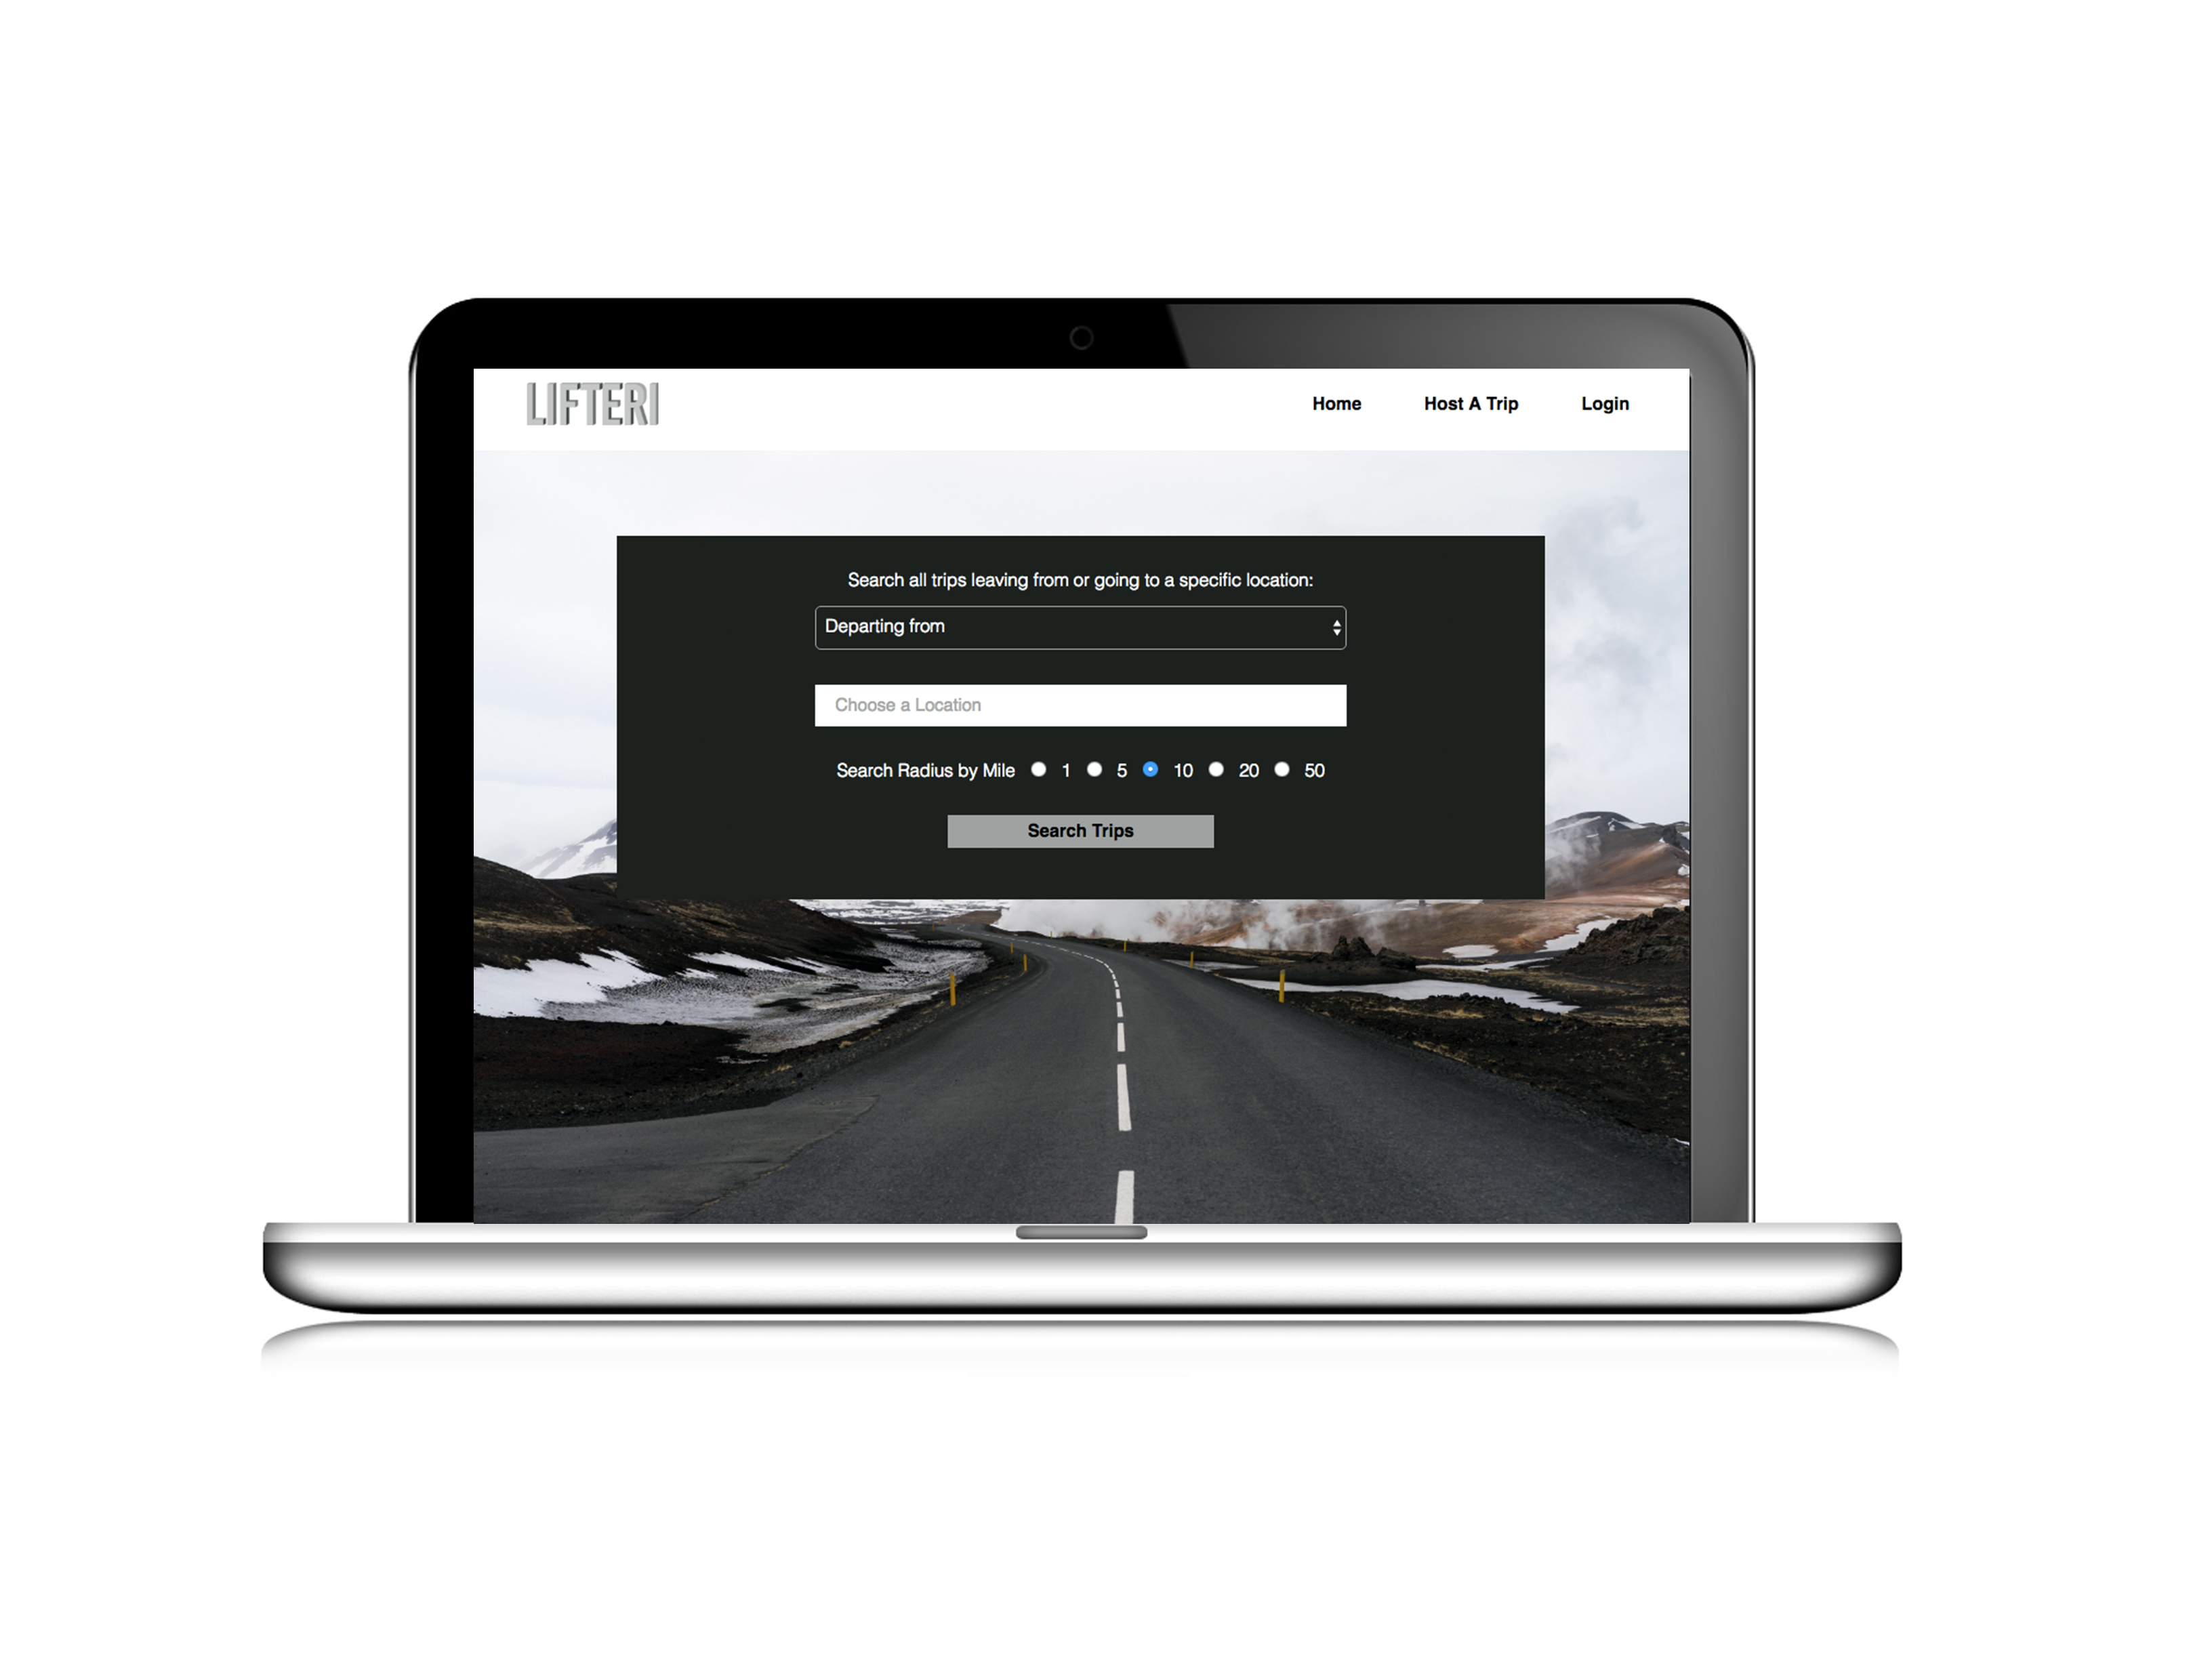 LIFTERI
Home Host A Trip Login
Search all trips leaving from or going to a specific location:
Departing from
Choose a Location
Search Radius by Mile 1 5 10 20 50
Search Trips